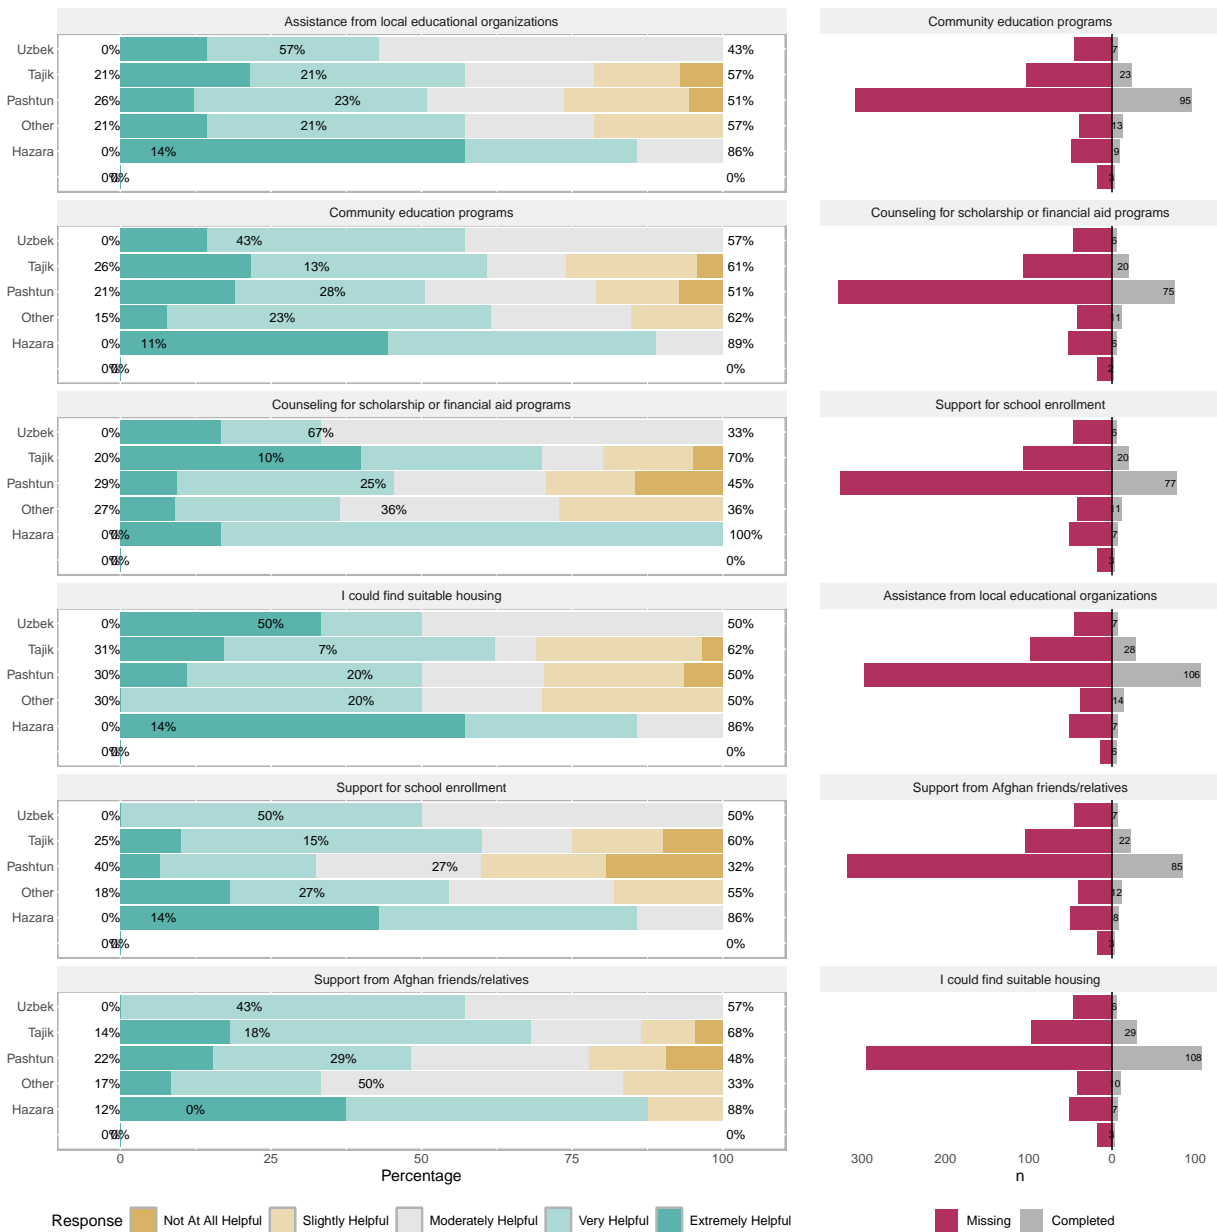 Assistance from local educational organizations
Uzbek 0% 57% 43%
Tajik 21% 21% 57%
Pashtun 26% 23% 51%
Other 21% 21% 57%
Hazara 0% 14% 86%
0% 0% 0%
Community education programs
Uzbek 0% 43% 57%
Tajik 26% 13% 61%
Pashtun 21% 28% 51%
Other 15% 23% 62%
Hazara 0% 11% 89%
0% 0% 0%
Counseling for scholarship or financial aid programs
Uzbek 0% 67% 33%
Tajik 20% 10% 70%
Pashtun 29% 25% 45%
Other 27% 36% 36%
Hazara 0% 0% 100%
0% 0% 0%
I could find suitable housing
Uzbek 0% 50% 50%
Tajik 31% 7% 62%
Pashtun 30% 20% 50%
Other 30% 20% 50%
Hazara 0% 14% 86%
0% 0% 0%
Support for school enrollment
Uzbek 0% 50% 50%
Tajik 25% 15% 60%
Pashtun 40% 27% 32%
Other 18% 27% 55%
Hazara 0% 14% 86%
0% 0% 0%
Support from Afghan friends/relatives
Uzbek 0% 43% 57%
Tajik 14% 18% 68%
Pashtun 22% 29% 48%
Other 17% 50% 33%
Hazara 12% 0% 88%
0% 0% 0%
0 25 50 75 100
Percentage
Response Not At All Helpful Slightly Helpful Moderately Helpful Very Helpful Extremely Helpful
Community education programs
7
23
95
13
9
3
Counseling for scholarship or financial aid programs
6
20
75
11
6
2
Support for school enrollment
6
20
77
11
7
3
Assistance from local educational organizations
7
28
106
14
7
6
Support from Afghan friends/relatives
7
22
85
12
8
3
I could find suitable housing
6
29
108
10
7
3
300 200 100 0 100
n
Missing Completed